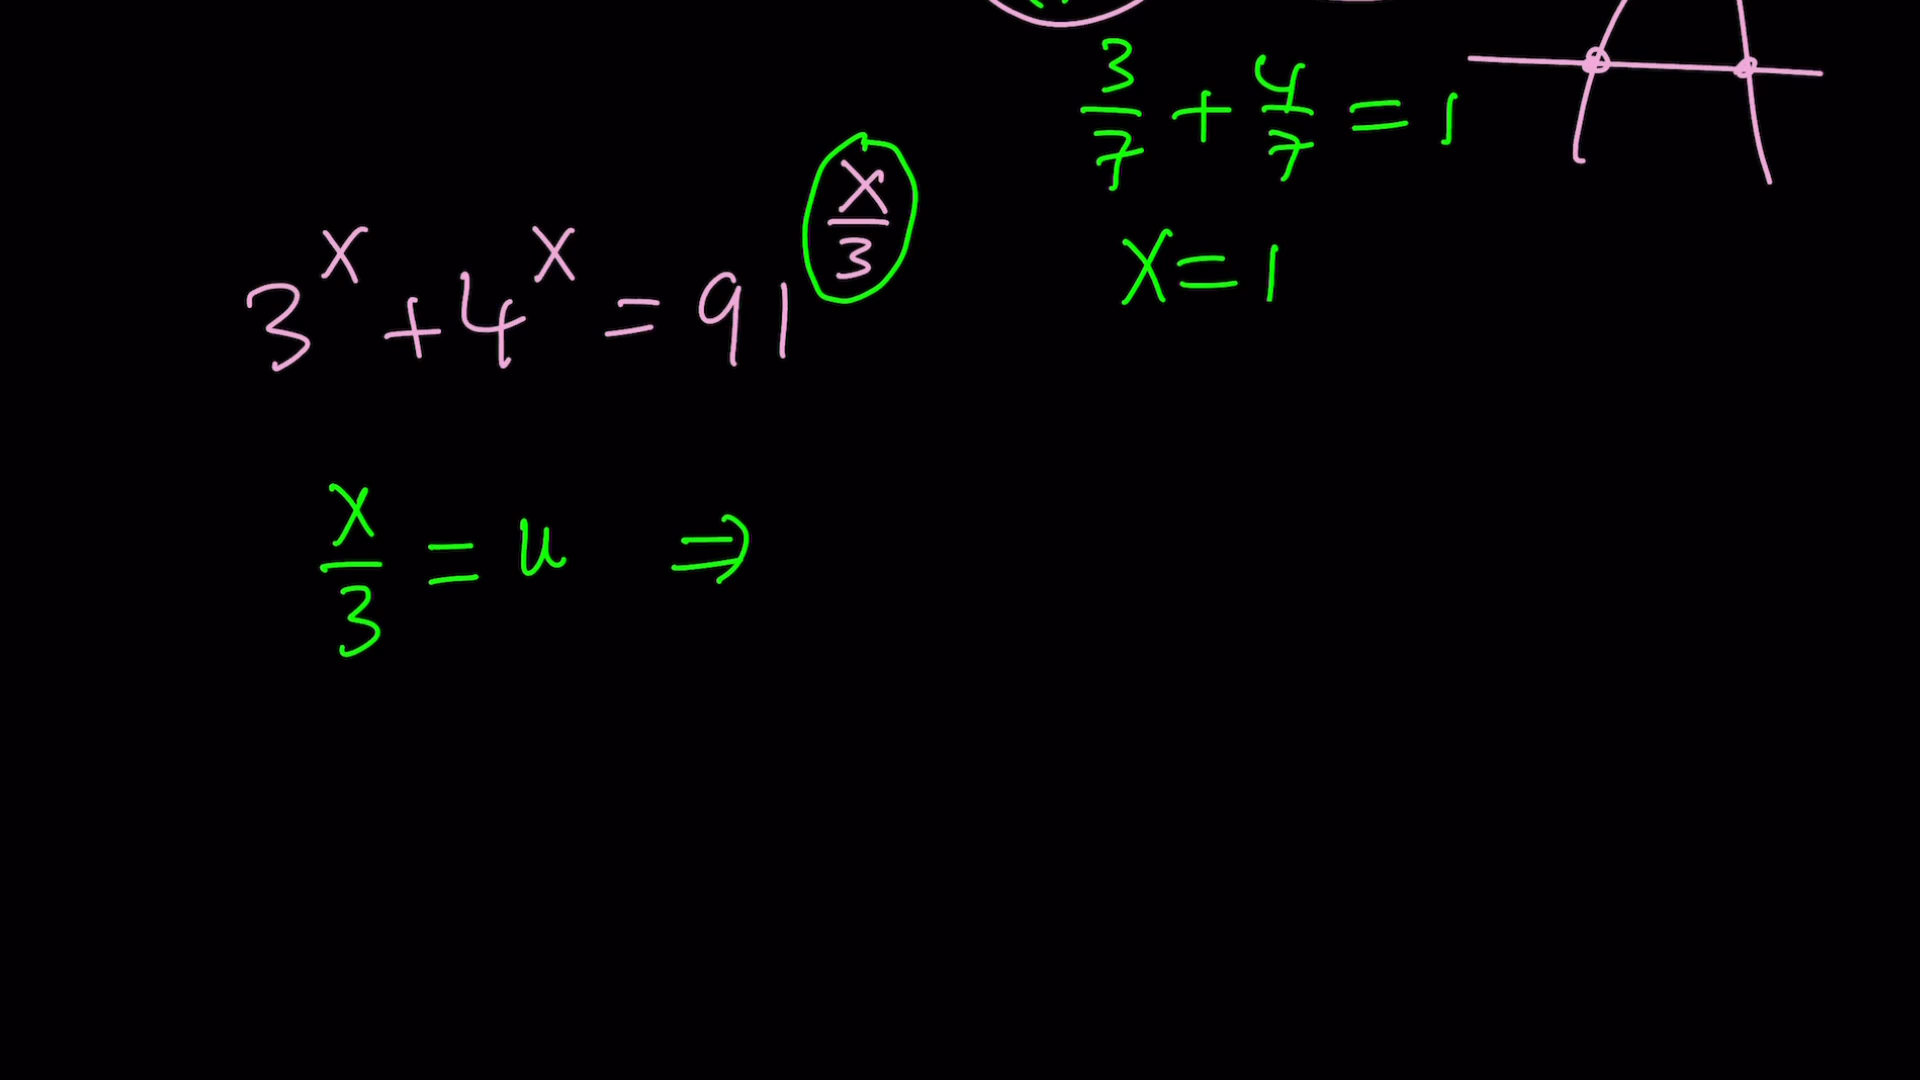 3/7 + 4/7 = 1
3^x + 4^x = 91^(x/3)
x = 1
x/3 = u ⇒